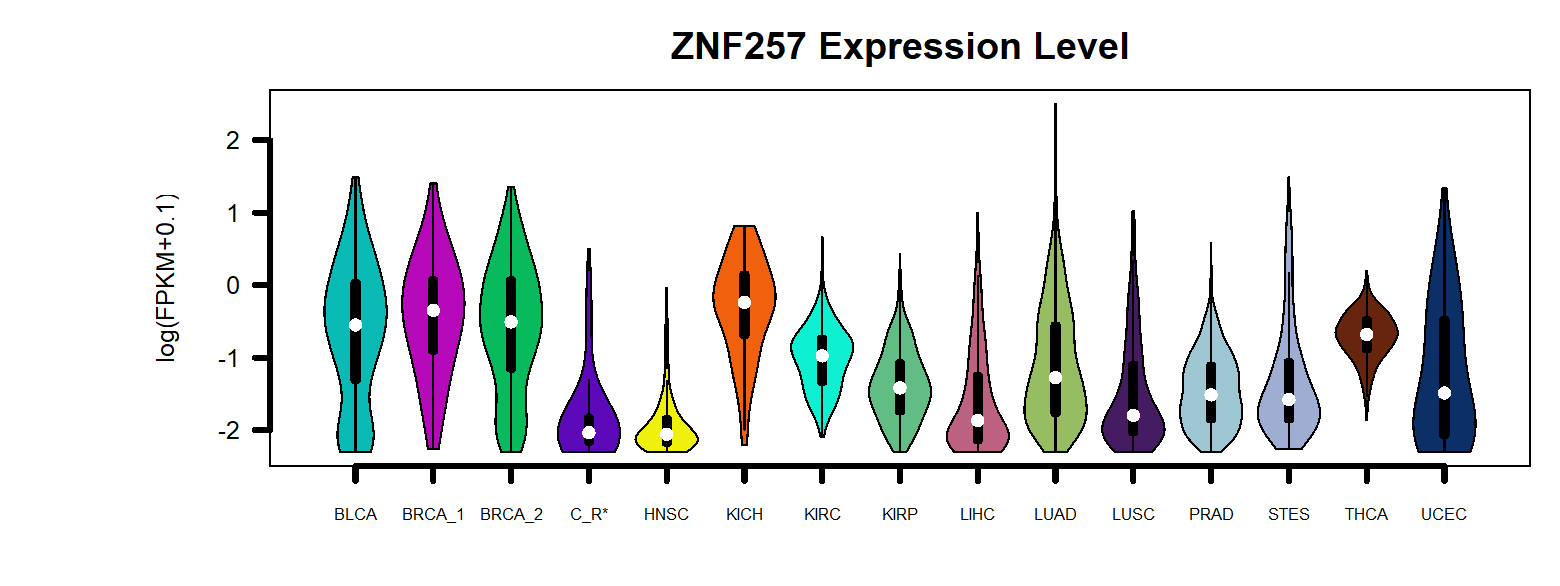 ZNF257 Expression Level
log(FPKM+0.1)
2
1
0
-1
-2
BLCA BRCA_1 BRCA_2 C_R* HNSC KICH KIRC KIRP LIHC LUAD LUSC PRAD STES THCA UCEC